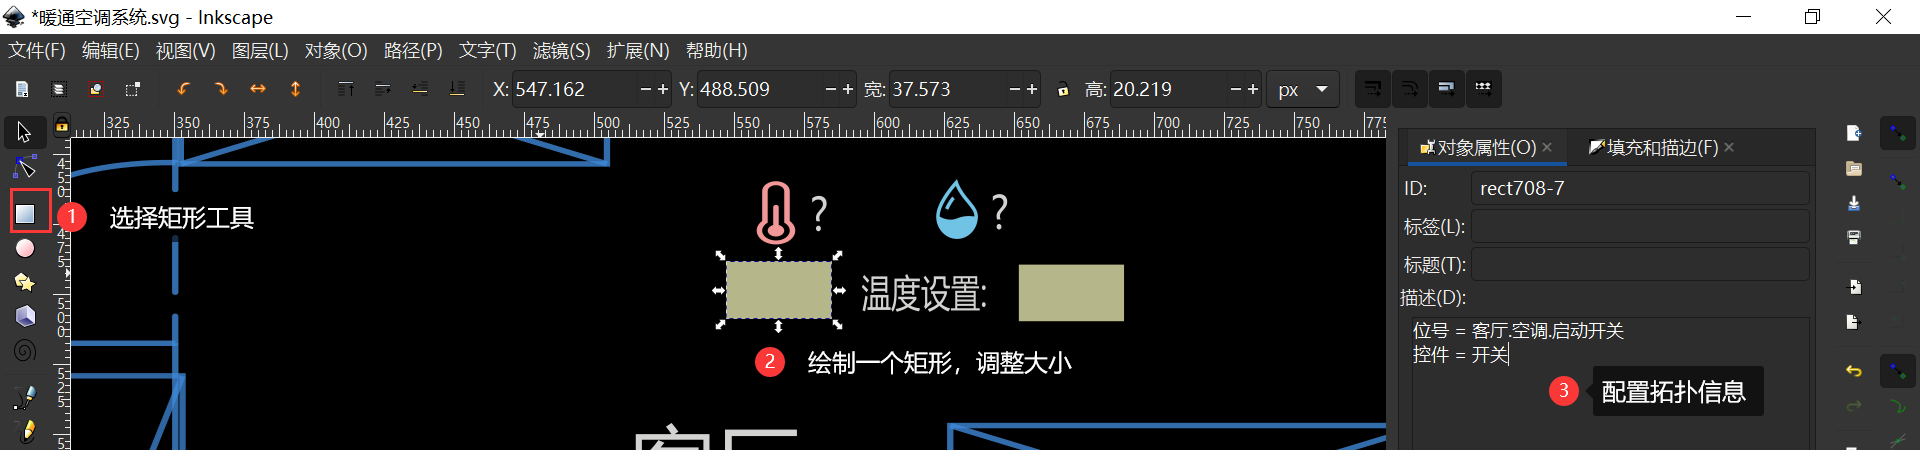 *暖通空调系统.svg - Inkscape
文件(F) 编辑(E) 视图(V) 图层(L) 对象(O) 路径(P) 文字(T) 滤镜(S) 扩展(N) 帮助(H)
X: 547.162 Y: 488.509 宽: 37.573 高: 20.219 px
325 350 375 400 425 450 475 500 525 550 575 600 625 650 675 700 725 750 775
对象属性(O) 填充和描边(F)
ID: rect708-7
标签(L):
标题(T):
描述(D):
位号 = 客厅.空调.启动开关
控件 = 开关
1 选择矩形工具
? ?
温度设置:
2 绘制一个矩形，调整大小
3 配置拓扑信息
客厅
450
475
500
525